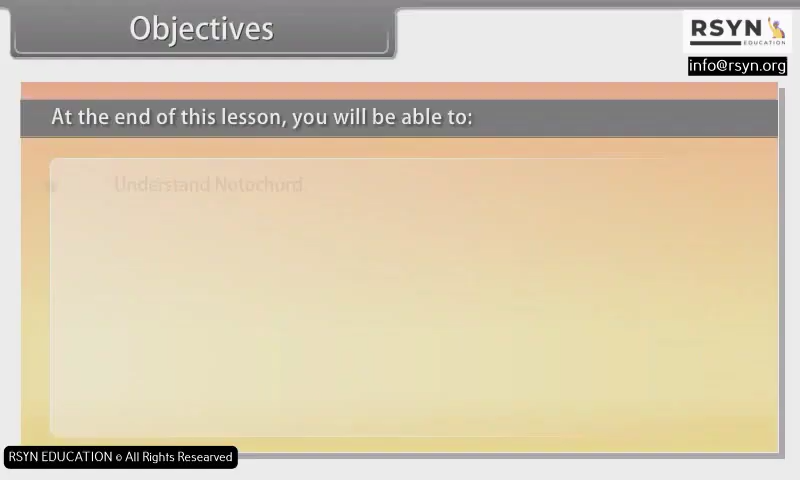 Objectives
RSYN
EDUCATION
info@rsyn.org
At the end of this lesson, you will be able to:
Understand Notochord
RSYN EDUCATION © All Rights Researved